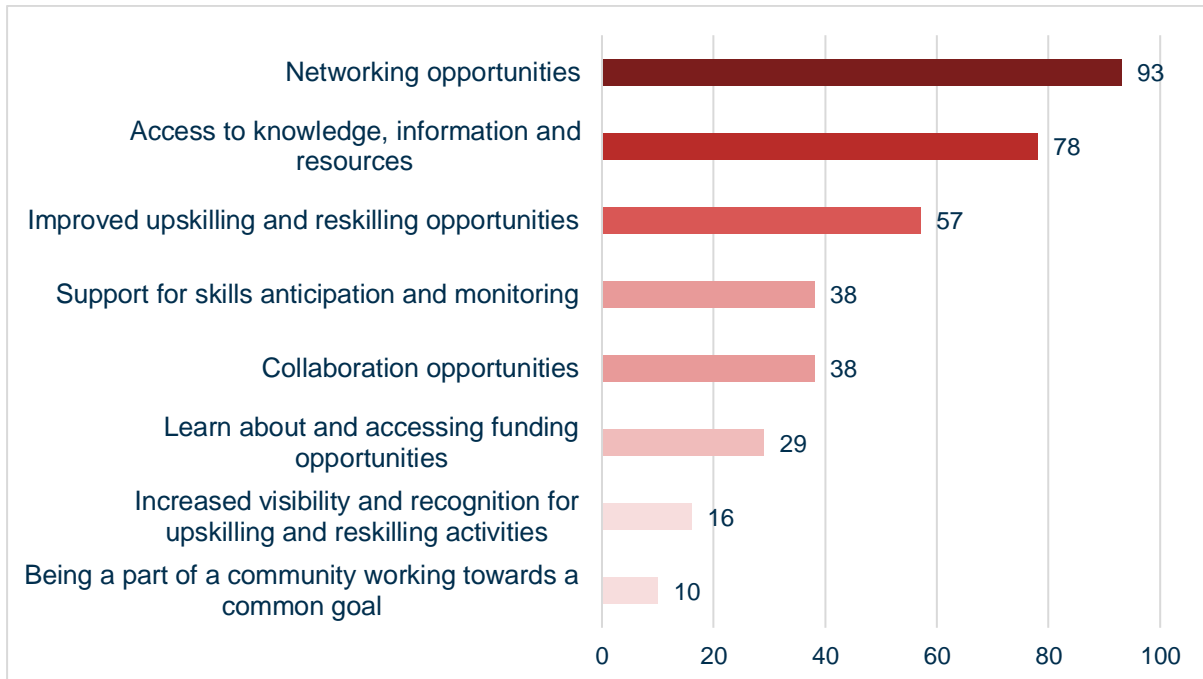 Networking opportunities
93
Access to knowledge, information and
resources
78
Improved upskilling and reskilling opportunities
57
Support for skills anticipation and monitoring
38
Collaboration opportunities
38
Learn about and accessing funding
opportunities
29
Increased visibility and recognition for
upskilling and reskilling activities
16
Being a part of a community working towards a
common goal
10
0 20 40 60 80 100